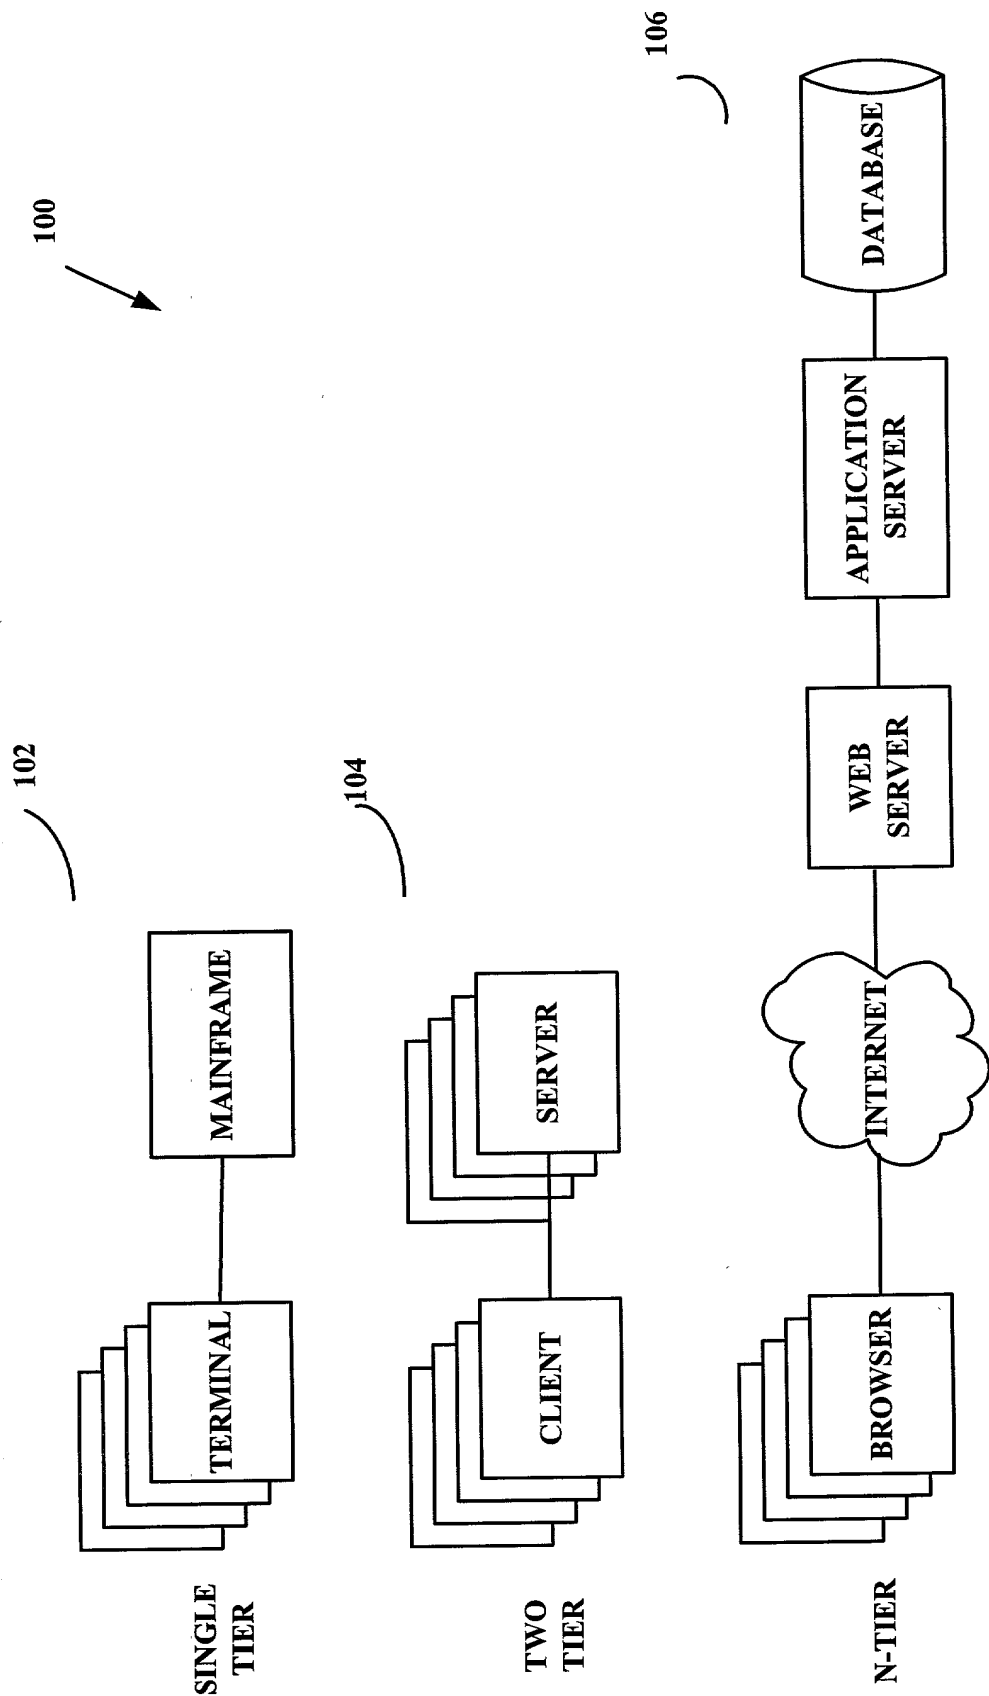 100
102
SINGLE
TIER
TERMINAL
MAINFRAME
104
TWO
TIER
CLIENT
SERVER
106
N-TIER
BROWSER
INTERNET
WEB
SERVER
APPLICATION
SERVER
DATABASE